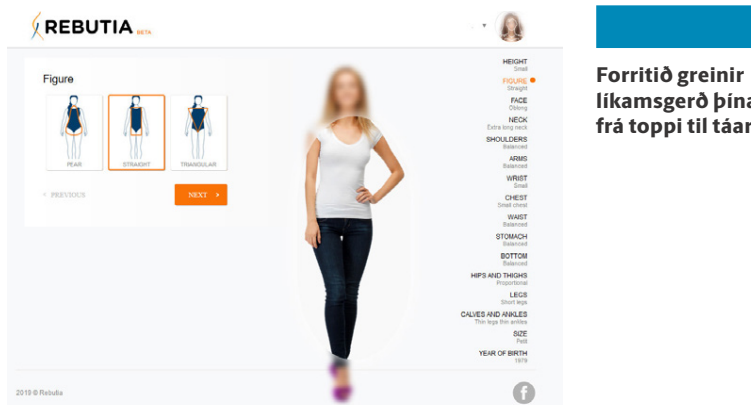 REBUTIA BETA
Figure
PEAR
STRAIGHT
TRIANGULAR
PREVIOUS
NEXT
HEIGHT
Small
FIGURE
Straight
FACE
Oblong
NECK
Extra long neck
SHOULDERS
Balanced
ARMS
Balanced
WRIST
Small
CHEST
Small chest
WAIST
Balanced
STOMACH
Balanced
BOTTOM
Balanced
HIPS AND THIGHS
Proportional
LEGS
Short legs
CALVES AND ANKLES
Thin legs thin ankles
SIZE
Petit
YEAR OF BIRTH
1979
2019 © Rebutia
f
Forritið greinir
líkamsgerð þína
frá toppi til táar